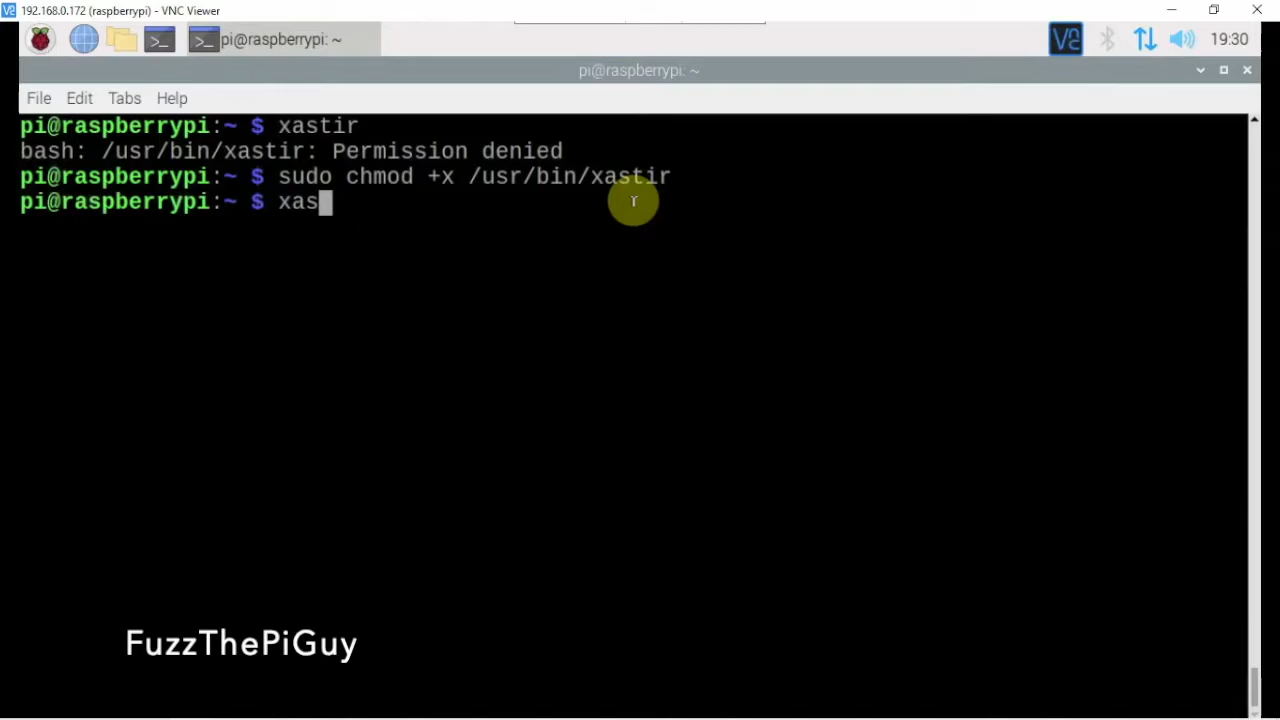 192.168.0.172 (raspberrypi) - VNC Viewer
pi@raspberrypi: ~
19:30
pi@raspberrypi: ~
File Edit Tabs Help
pi@raspberrypi:~ $ xastir
bash: /usr/bin/xastir: Permission denied
pi@raspberrypi:~ $ sudo chmod +x /usr/bin/xastir
pi@raspberrypi:~ $ xas
FuzzThePiGuy